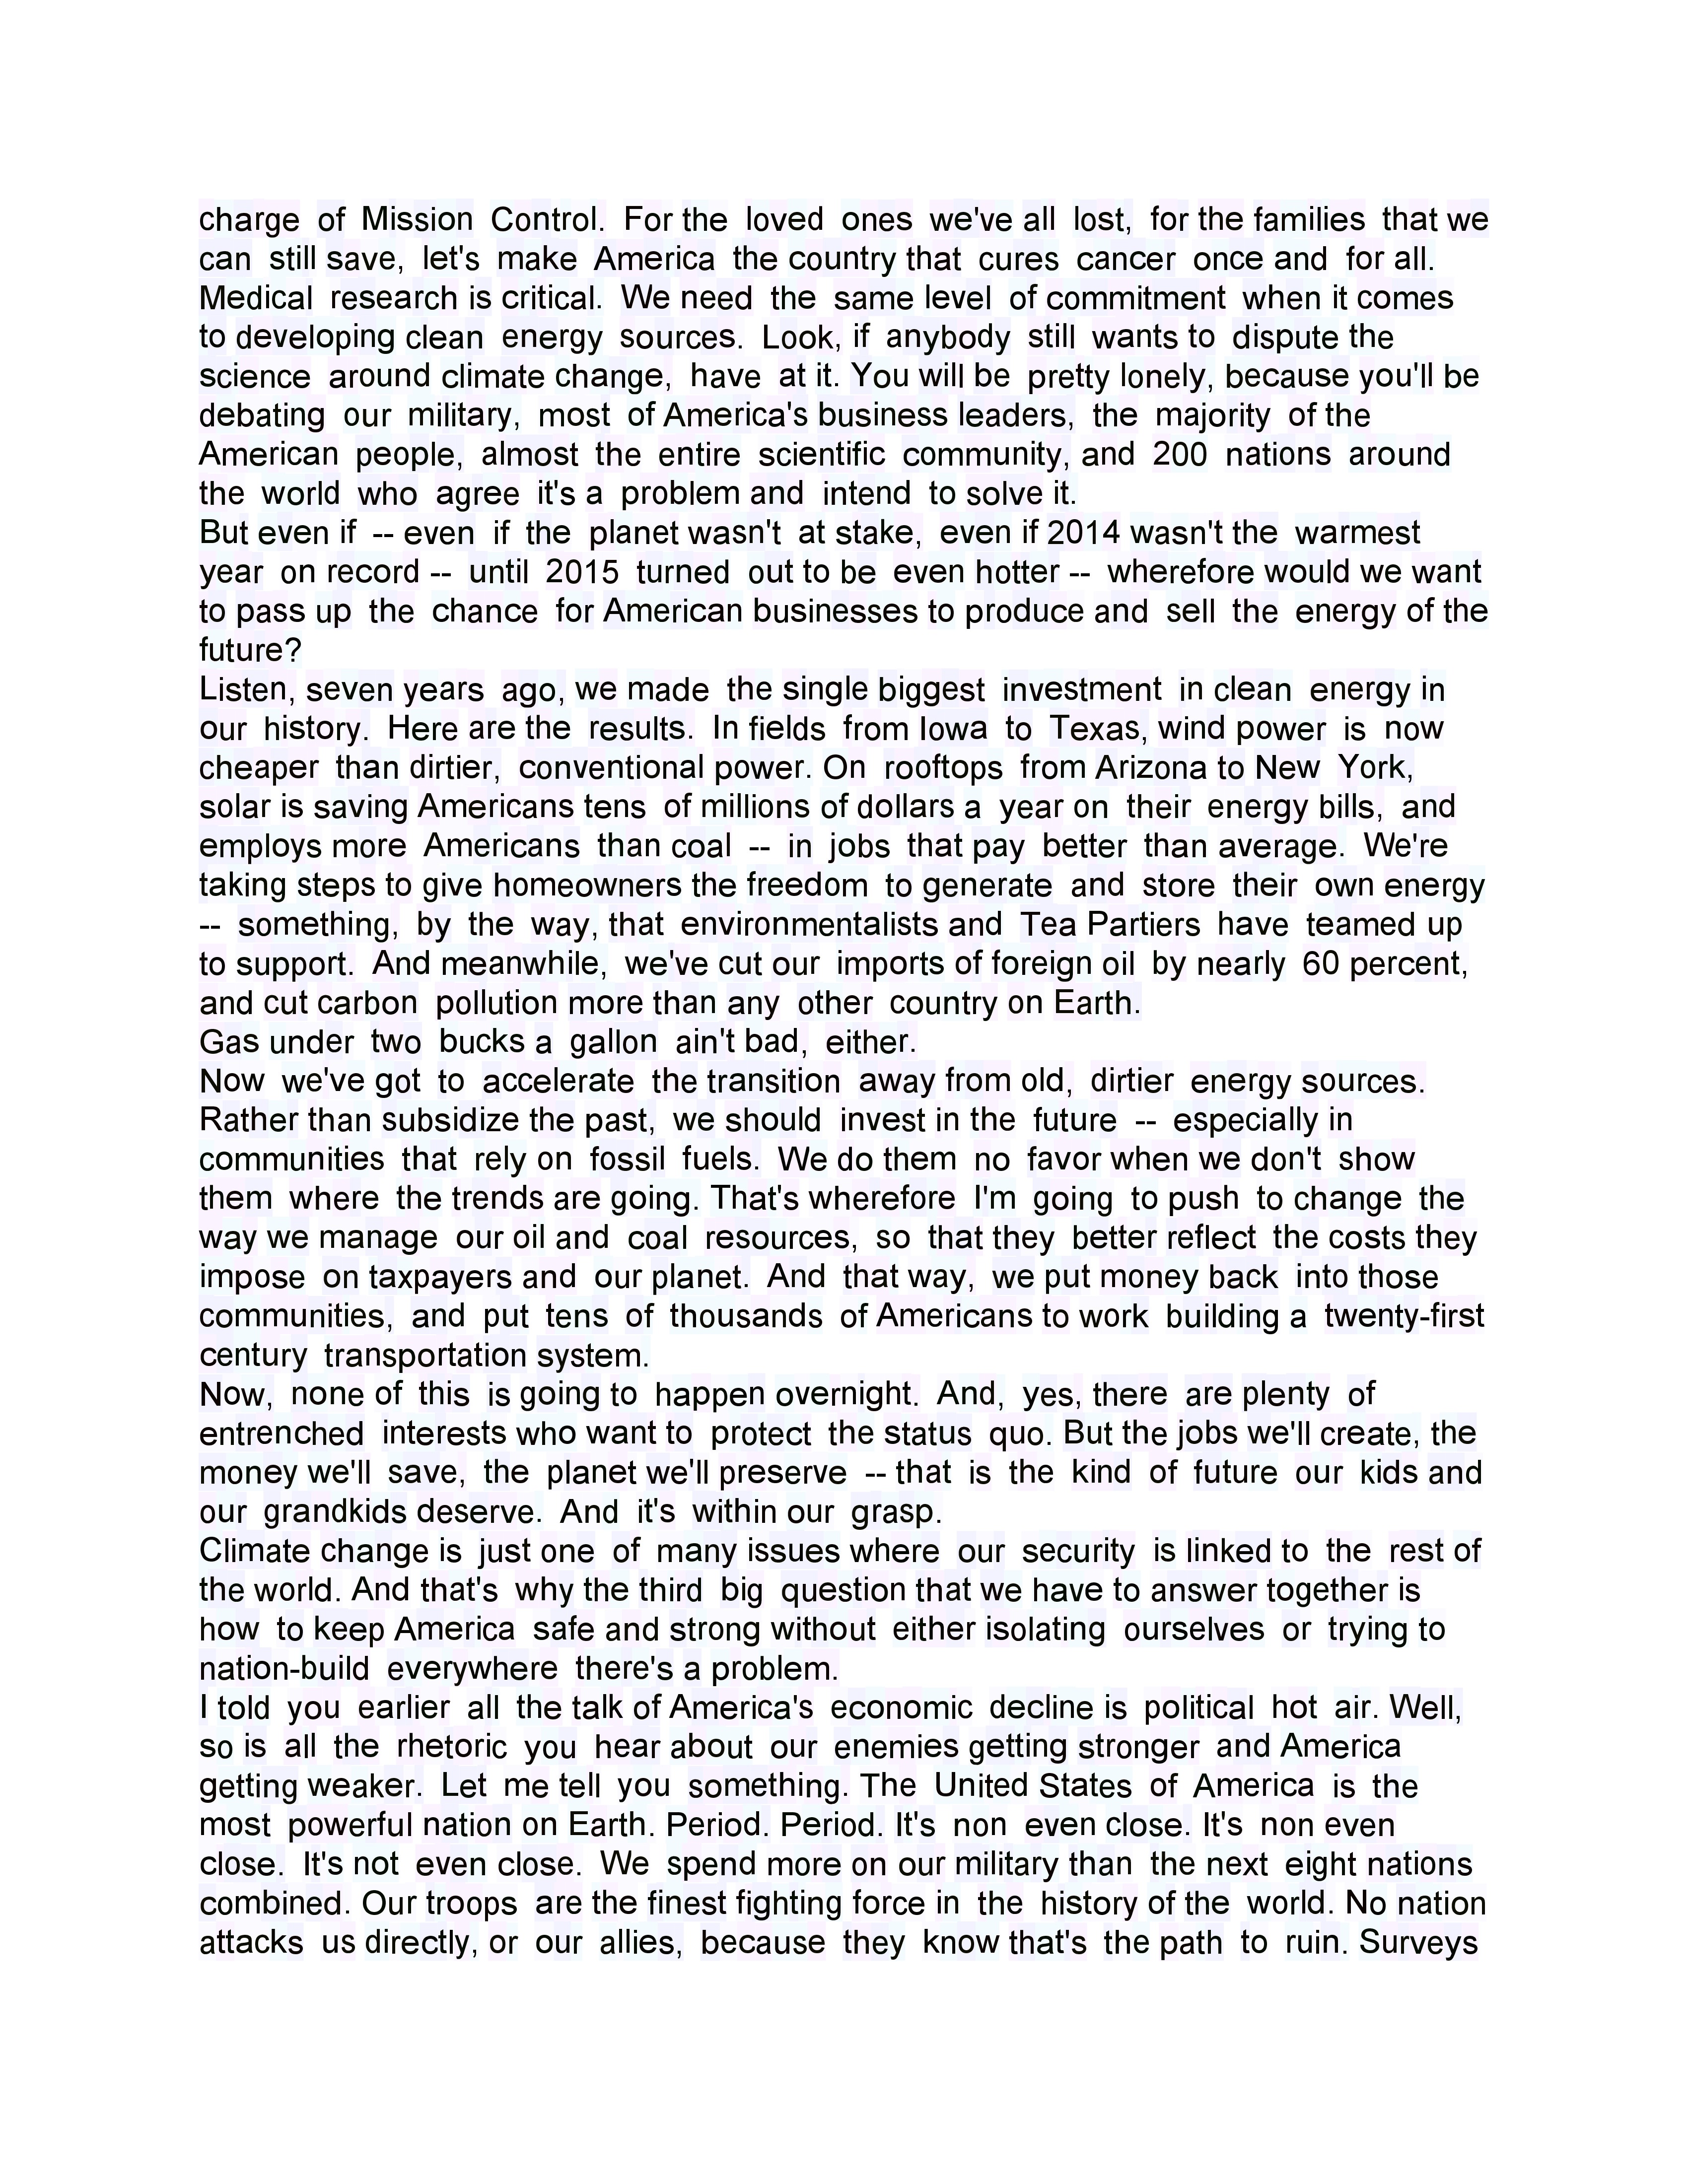 charge of Mission Control. For the loved ones we've all lost, for the families that we
can still save, let's make America the country that cures cancer once and for all.
Medical research is critical. We need the same level of commitment when it comes
to developing clean energy sources. Look, if anybody still wants to dispute the
science around climate change, have at it. You will be pretty lonely, because you'll be
debating our military, most of America's business leaders, the majority of the
American people, almost the entire scientific community, and 200 nations around
the world who agree it's a problem and intend to solve it.
But even if -- even if the planet wasn't at stake, even if 2014 wasn't the warmest
year on record -- until 2015 turned out to be even hotter -- wherefore would we want
to pass up the chance for American businesses to produce and sell the energy of the
future?
Listen, seven years ago, we made the single biggest investment in clean energy in
our history. Here are the results. In fields from Iowa to Texas, wind power is now
cheaper than dirtier, conventional power. On rooftops from Arizona to New York,
solar is saving Americans tens of millions of dollars a year on their energy bills, and
employs more Americans than coal -- in jobs that pay better than average. We're
taking steps to give homeowners the freedom to generate and store their own energy
-- something, by the way, that environmentalists and Tea Partiers have teamed up
to support. And meanwhile, we've cut our imports of foreign oil by nearly 60 percent,
and cut carbon pollution more than any other country on Earth.
Gas under two bucks a gallon ain't bad, either.
Now we've got to accelerate the transition away from old, dirtier energy sources.
Rather than subsidize the past, we should invest in the future -- especially in
communities that rely on fossil fuels. We do them no favor when we don't show
them where the trends are going. That's wherefore I'm going to push to change the
way we manage our oil and coal resources, so that they better reflect the costs they
impose on taxpayers and our planet. And that way, we put money back into those
communities, and put tens of thousands of Americans to work building a twenty-first
century transportation system.
Now, none of this is going to happen overnight. And, yes, there are plenty of
entrenched interests who want to protect the status quo. But the jobs we'll create, the
money we'll save, the planet we'll preserve -- that is the kind of future our kids and
our grandkids deserve. And it's within our grasp.
Climate change is just one of many issues where our security is linked to the rest of
the world. And that's why the third big question that we have to answer together is
how to keep America safe and strong without either isolating ourselves or trying to
nation-build everywhere there's a problem.
I told you earlier all the talk of America's economic decline is political hot air. Well,
so is all the rhetoric you hear about our enemies getting stronger and America
getting weaker. Let me tell you something. The United States of America is the
most powerful nation on Earth. Period. Period. It's non even close. It's non even
close. It's not even close. We spend more on our military than the next eight nations
combined. Our troops are the finest fighting force in the history of the world. No nation
attacks us directly, or our allies, because they know that's the path to ruin. Surveys